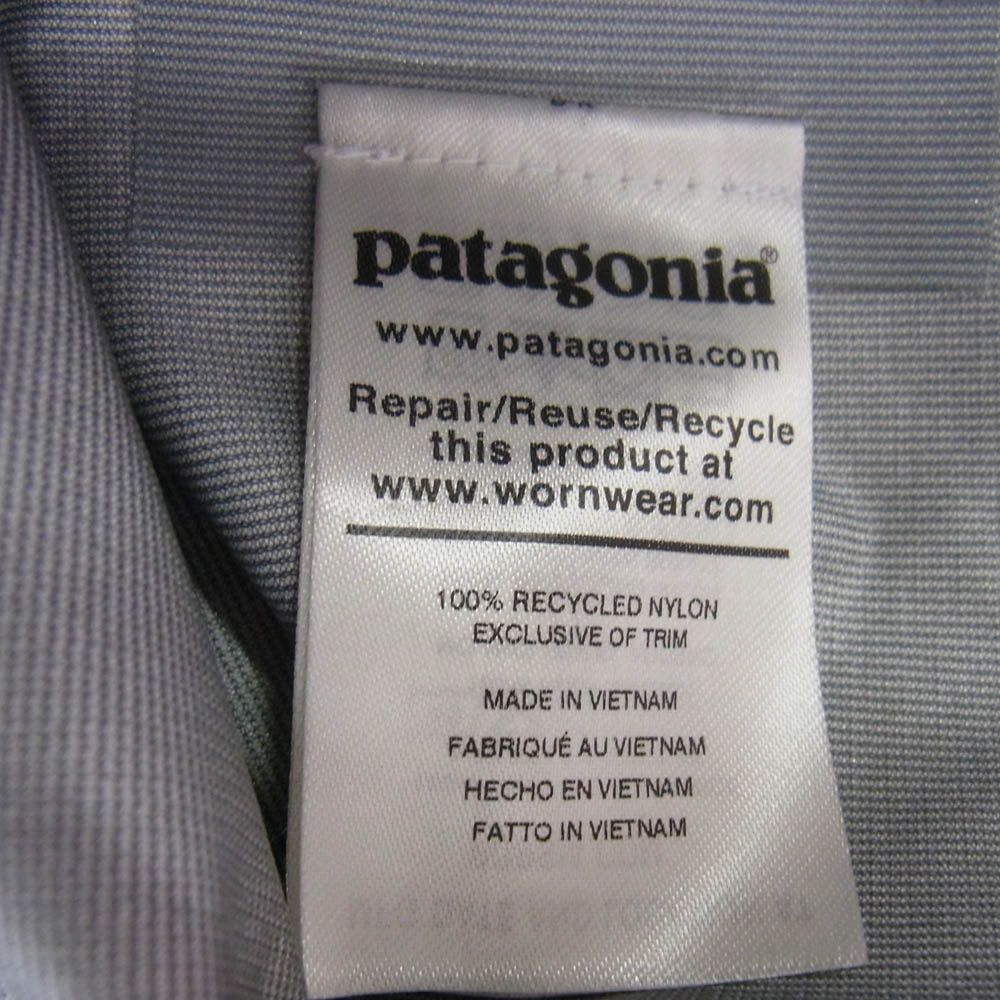 patagonia®
www.patagonia.com
Repair/Reuse/Recycle
this product at
www.wornwear.com
100% RECYCLED NYLON
EXCLUSIVE OF TRIM
MADE IN VIETNAM
FABRIQUÉ AU VIETNAM
HECHO EN VIETNAM
FATTO IN VIETNAM